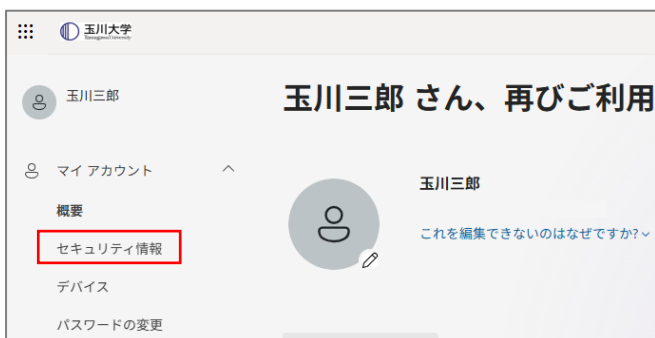 玉川大学
玉川三郎
玉川三郎 さん、再びご利用
マイ アカウント
玉川三郎
概要
これを編集できないのはなぜですか?
セキュリティ情報
デバイス
パスワードの変更